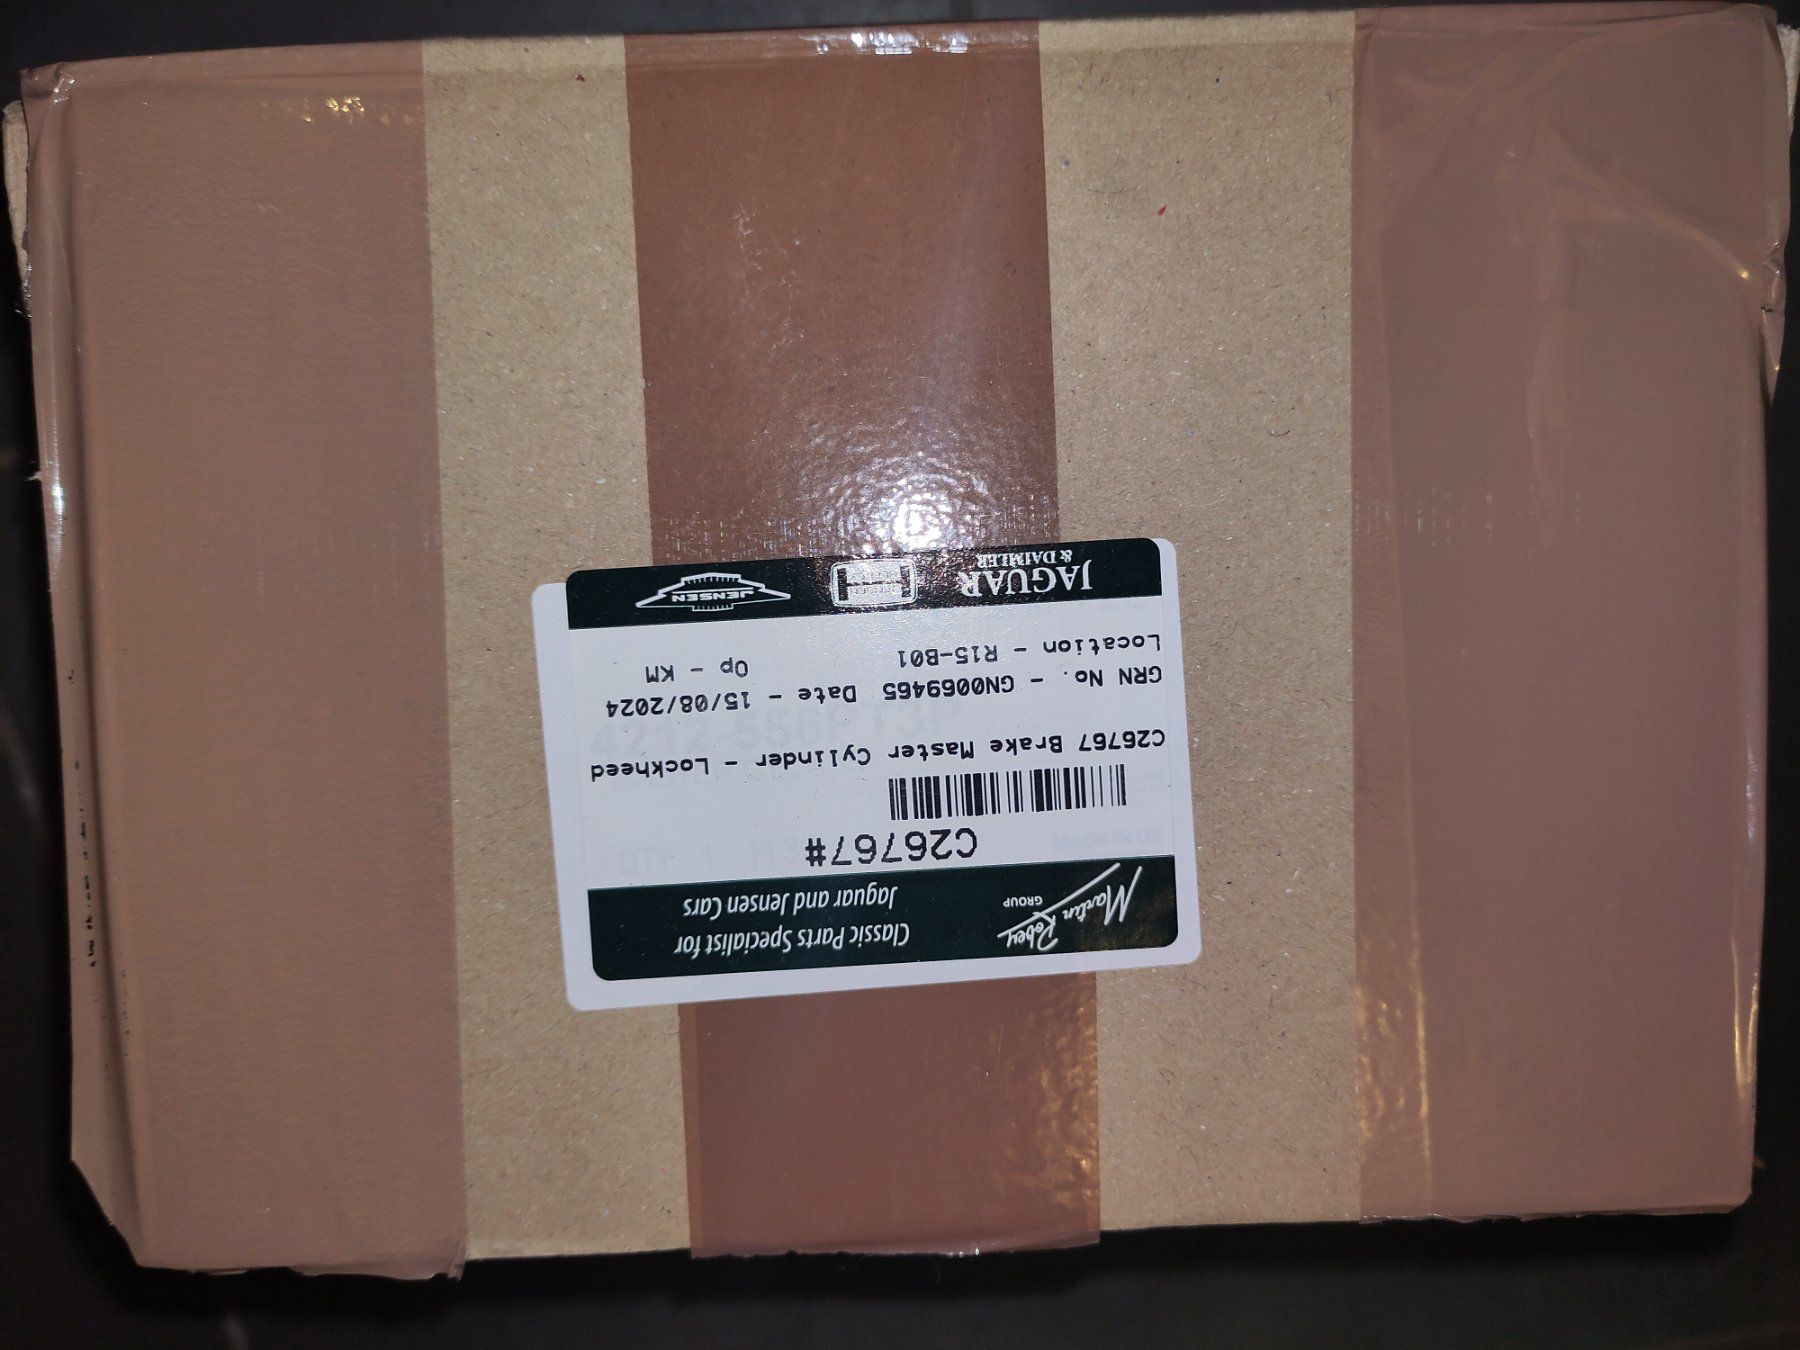 Martin Robey
GROUP
Classic Parts Specialist for
Jaguar and Jensen Cars
C26767#
C26767 Brake Master Cylinder - Lockheed
GRN No. - GN0069465 Date - 15/08/2024
Location - R15-B01 Op - KM
JAGUAR
& DAIMLER
JENSEN